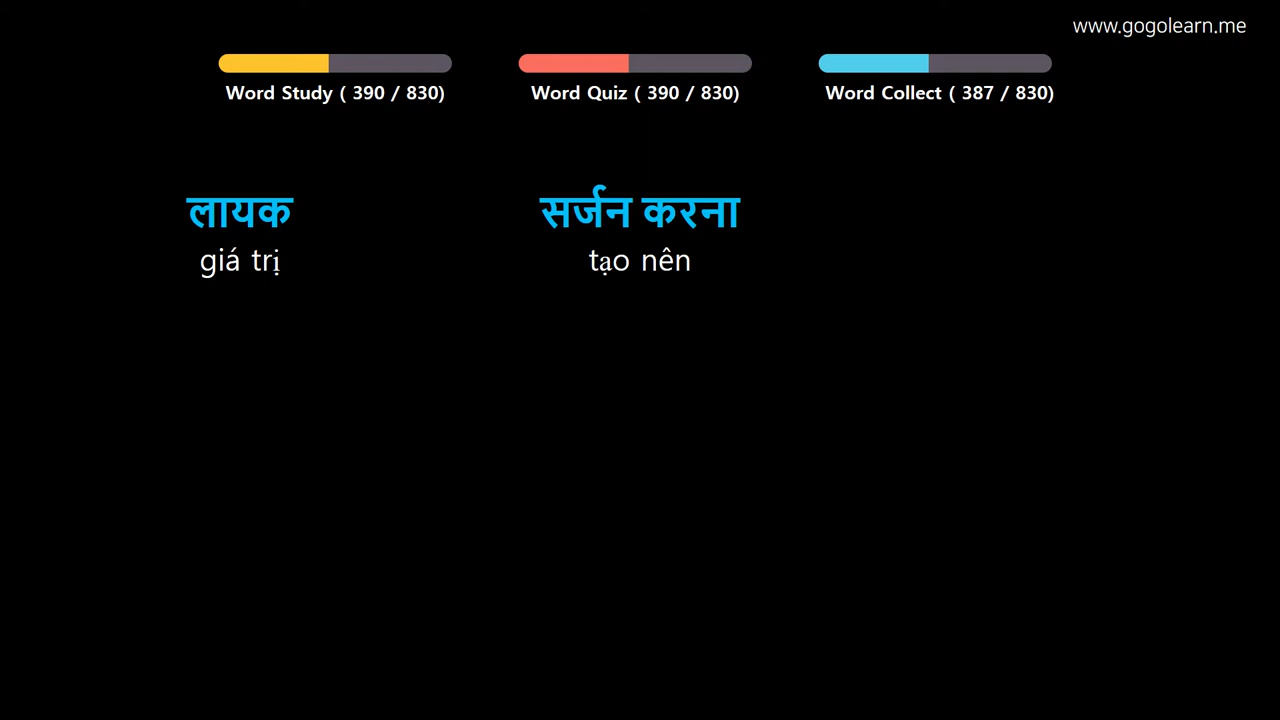 www.gogolearn.me
Word Study ( 390 / 830)
Word Quiz ( 390 / 830)
Word Collect ( 387 / 830)
लायक
giá trị
सर्जन करना
tạo nên